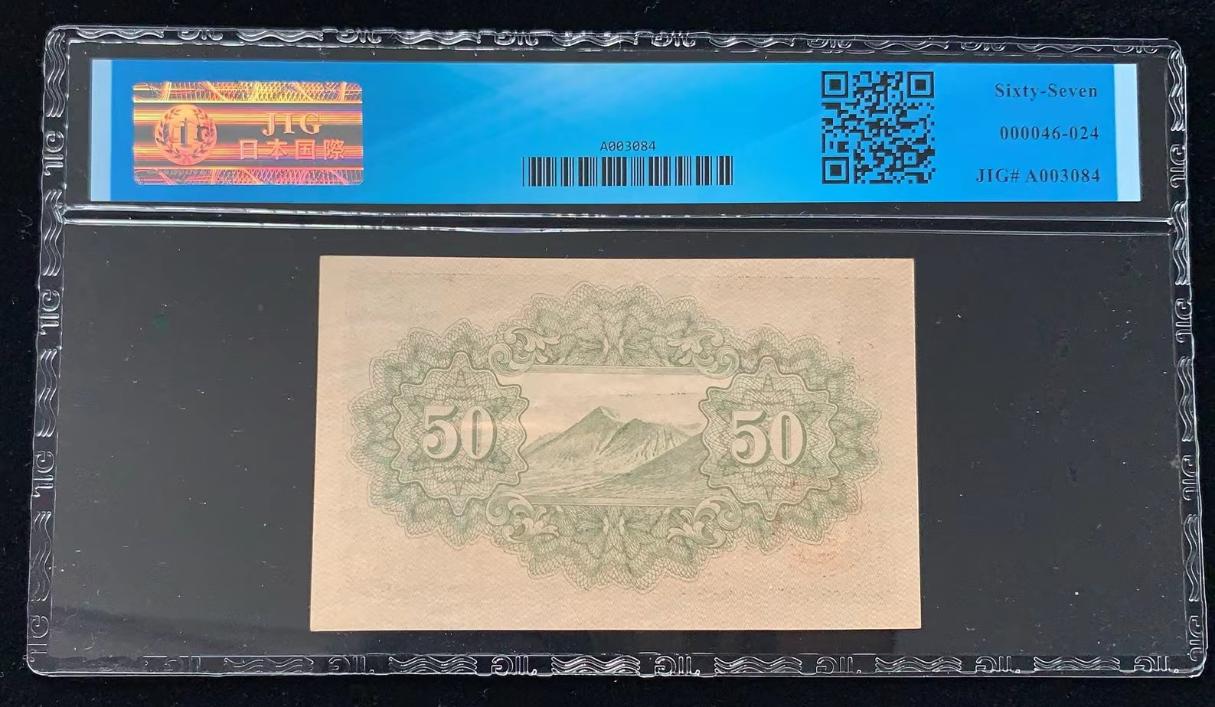 JIG
日本国際
A003084
Sixty-Seven
000046-024
JIG# A003084
50
50